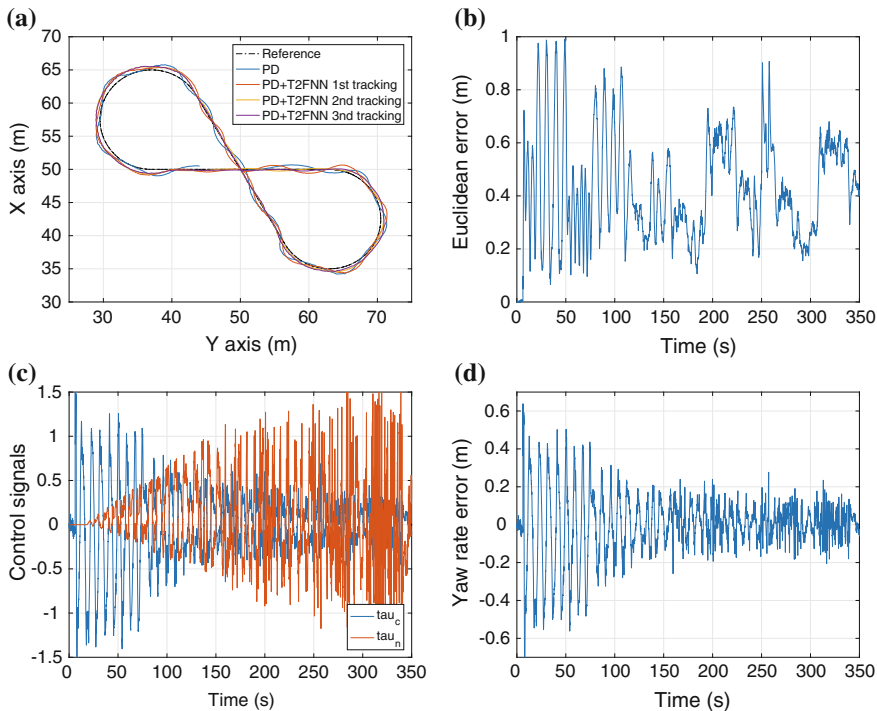 (a)
X axis (m)
70
65
60
55
50
45
40
35
30
30
40
50
60
70
Y axis (m)
Reference
PD
PD+T2FNN 1st tracking
PD+T2FNN 2nd tracking
PD+T2FNN 3nd tracking
(b)
Euclidean error (m)
1
0.8
0.6
0.4
0.2
0
0 50 100 150 200 250 300 350
Time (s)
(c)
Control signals
1.5
1
0.5
0
-0.5
-1
-1.5
0 50 100 150 200 250 300 350
Time (s)
tau_c
tau_n
(d)
Yaw rate error (m)
0.6
0.4
0.2
0
-0.2
-0.4
-0.6
0 50 100 150 200 250 300 350
Time (s)